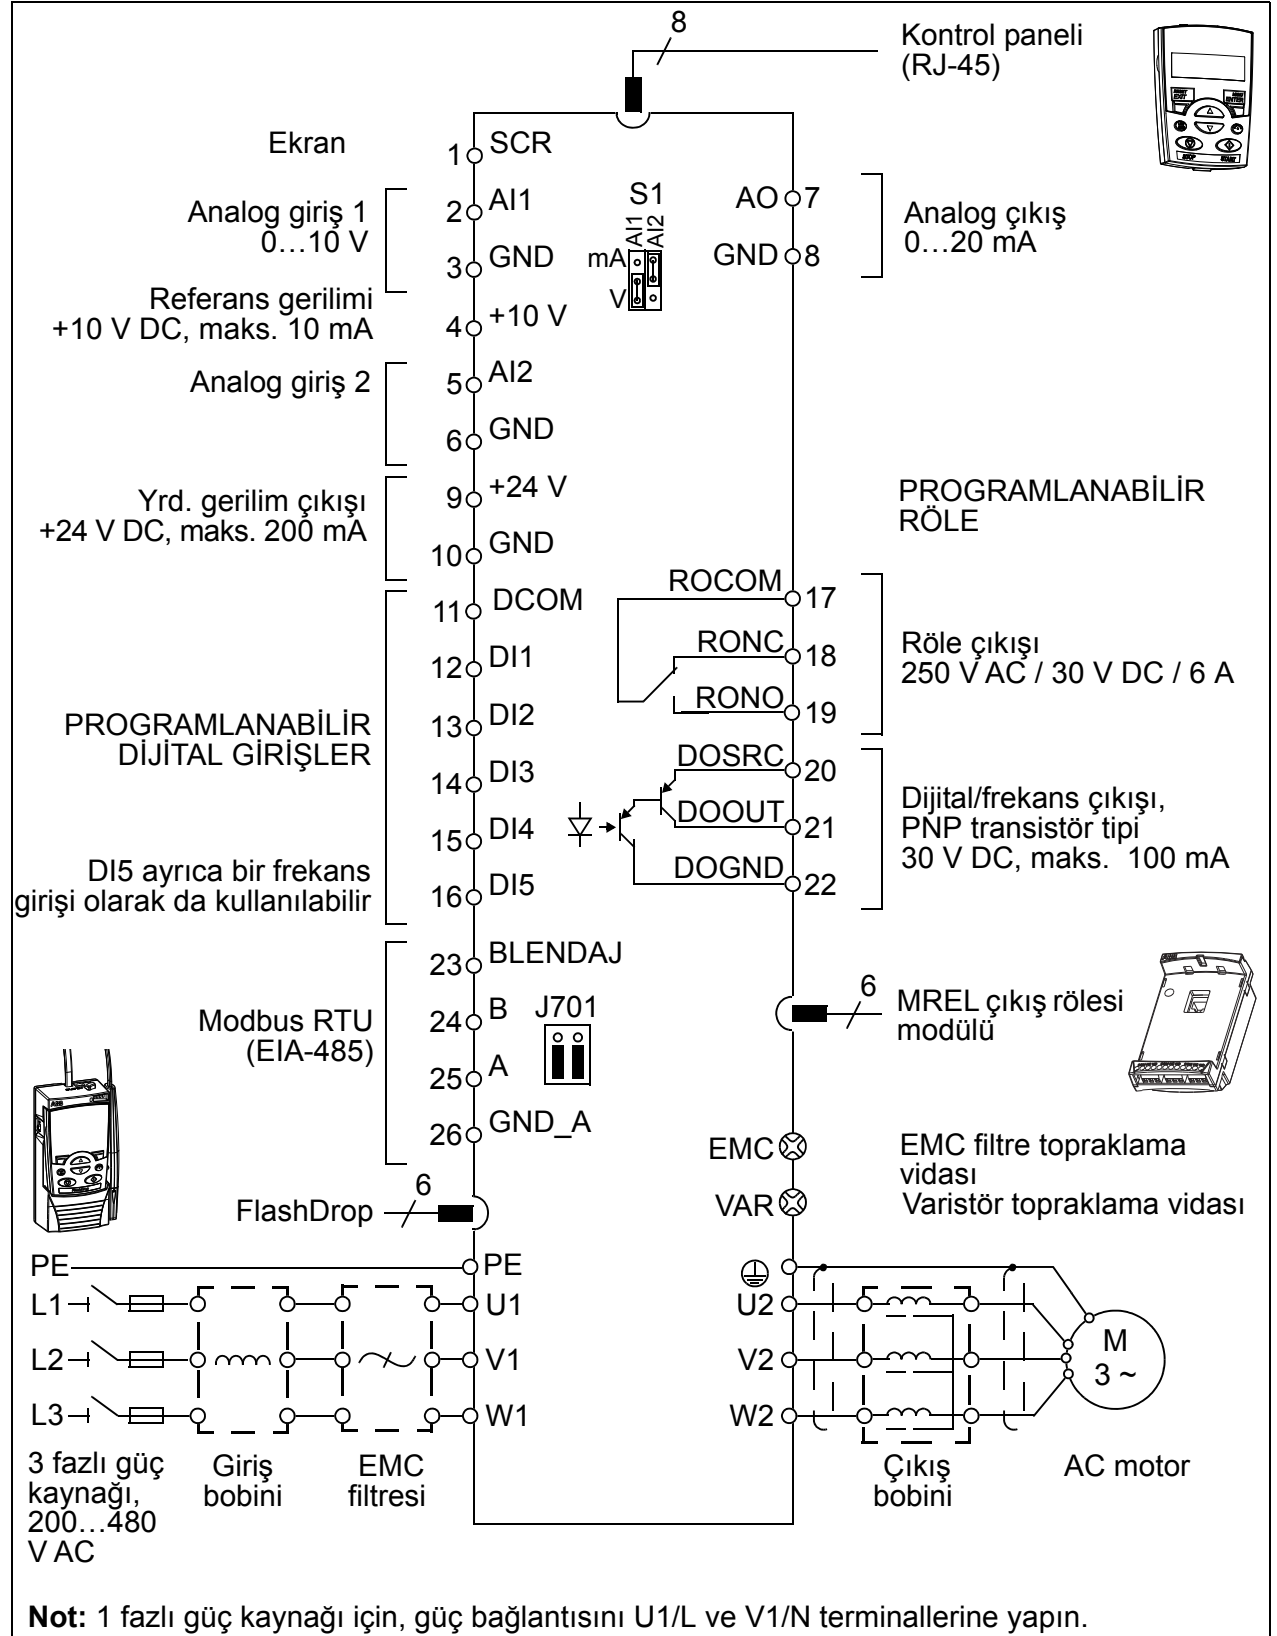 8
Kontrol paneli
(RJ-45)
Ekran
1 SCR
Analog giriş 1
0…10 V
2 AI1
3 GND
S1
AI1
AI2
mA
V
AO 7
GND 8
Analog çıkış
0…20 mA
Referans gerilimi
+10 V DC, maks. 10 mA
4 +10 V
Analog giriş 2
5 AI2
6 GND
Yrd. gerilim çıkışı
+24 V DC, maks. 200 mA
9 +24 V
10 GND
PROGRAMLANABİLİR
RÖLE
PROGRAMLANABİLİR
DİJİTAL GİRİŞLER
DI5 ayrıca bir frekans
girişi olarak da kullanılabilir
11 DCOM
12 DI1
13 DI2
14 DI3
15 DI4
16 DI5
ROCOM 17
RONC 18
RONO 19
Röle çıkışı
250 V AC / 30 V DC / 6 A
DOSRC 20
DOOUT 21
DOGND 22
Dijital/frekans çıkışı,
PNP transistör tipi
30 V DC, maks. 100 mA
Modbus RTU
(EIA-485)
23 BLENDAJ
24 B
25 A
26 GND_A
J701
6
MREL çıkış rölesi
modülü
EMC
EMC filtre topraklama
vidası
VAR
Varistör topraklama vidası
FlashDrop
6
PE
PE
L1
U1
L2
V1
L3
W1
U2
V2
W2
M
3 ~
3 fazlı güç
kaynağı,
200…480
V AC
Giriş
bobini
EMC
filtresi
Çıkış
bobini
AC motor
Not: 1 fazlı güç kaynağı için, güç bağlantısını U1/L ve V1/N terminallerine yapın.